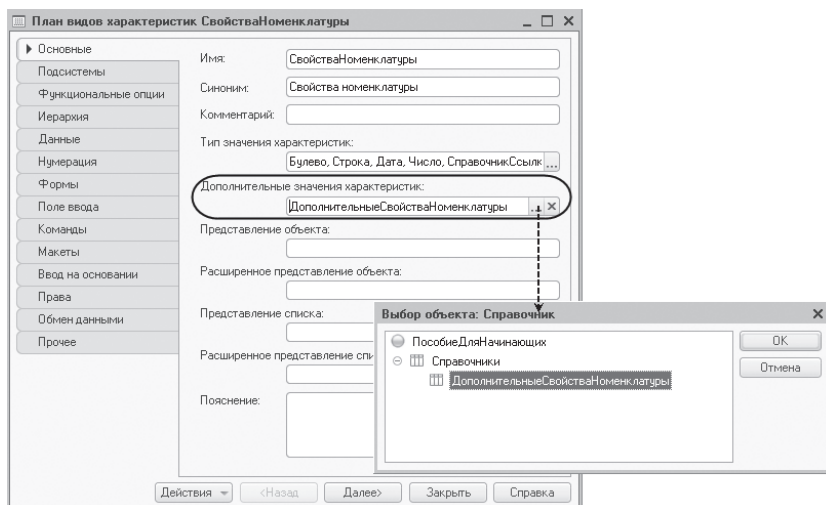 План видов характеристик СвойстваНоменклатуры
Основные
Подсистемы
Функциональные опции
Иерархия
Данные
Нумерация
Формы
Поле ввода
Команды
Макеты
Ввод на основании
Права
Обмен данными
Прочее
Имя: СвойстваНоменклатуры
Синоним: Свойства номенклатуры
Комментарий:
Тип значения характеристик:
Булево, Строка, Дата, Число, СправочникСсылк ...
Дополнительные значения характеристик:
ДополнительныеСвойстваНоменклатуры
Представление объекта:
Расширенное представление объекта:
Представление списка:
Расширенное представление спи
Пояснение:
Действия <Назад Далее> Закрыть Справка
Выбор объекта: Справочник
ПособиеДляНачинающих
Справочники
ДополнительныеСвойстваНоменклатуры
ОК
Отмена